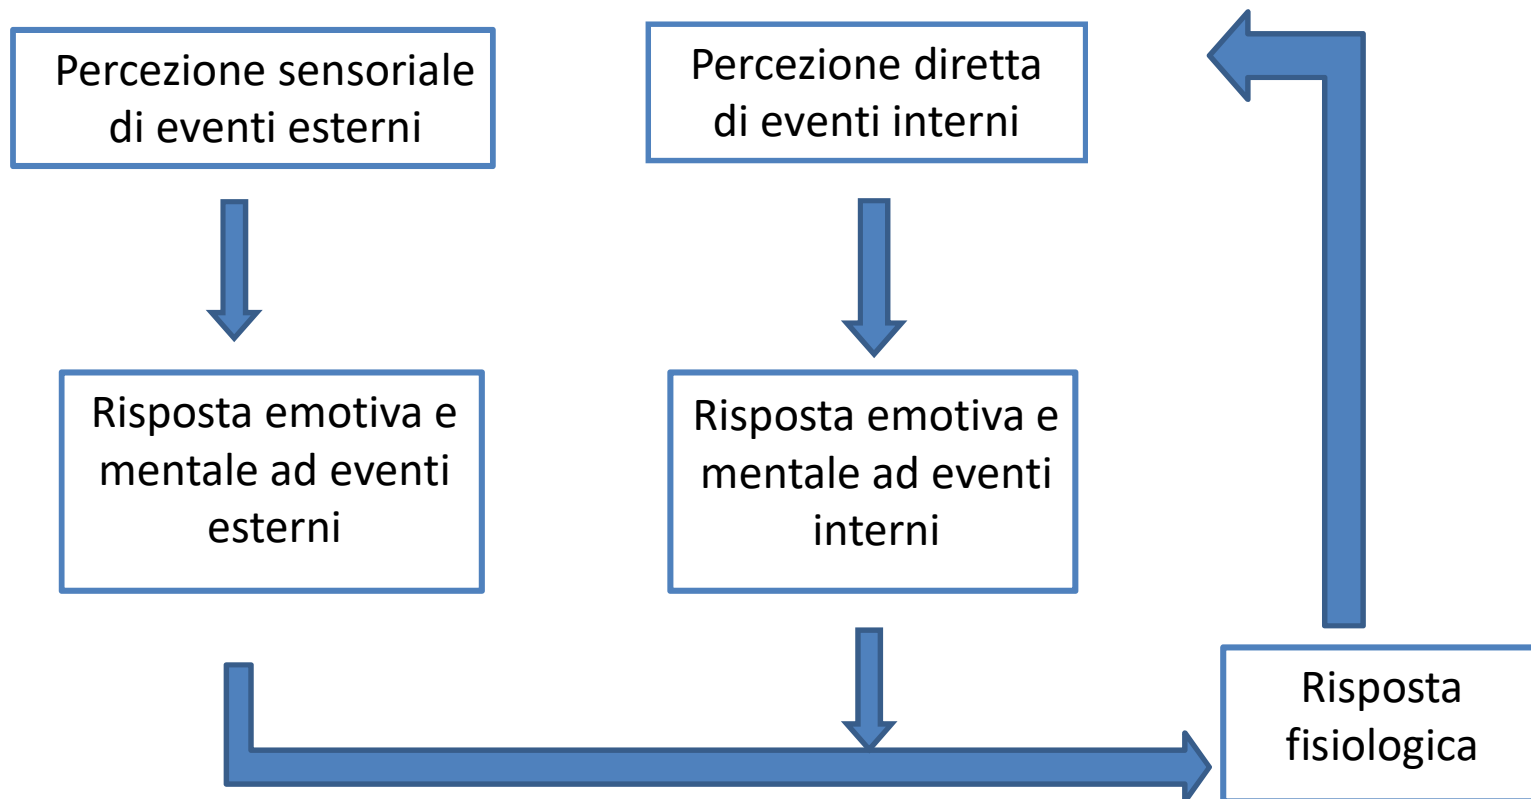 Percezione sensoriale
di eventi esterni
Percezione diretta
di eventi interni
Risposta emotiva e
mentale ad eventi
esterni
Risposta emotiva e
mentale ad eventi
interni
Risposta
fisiologica